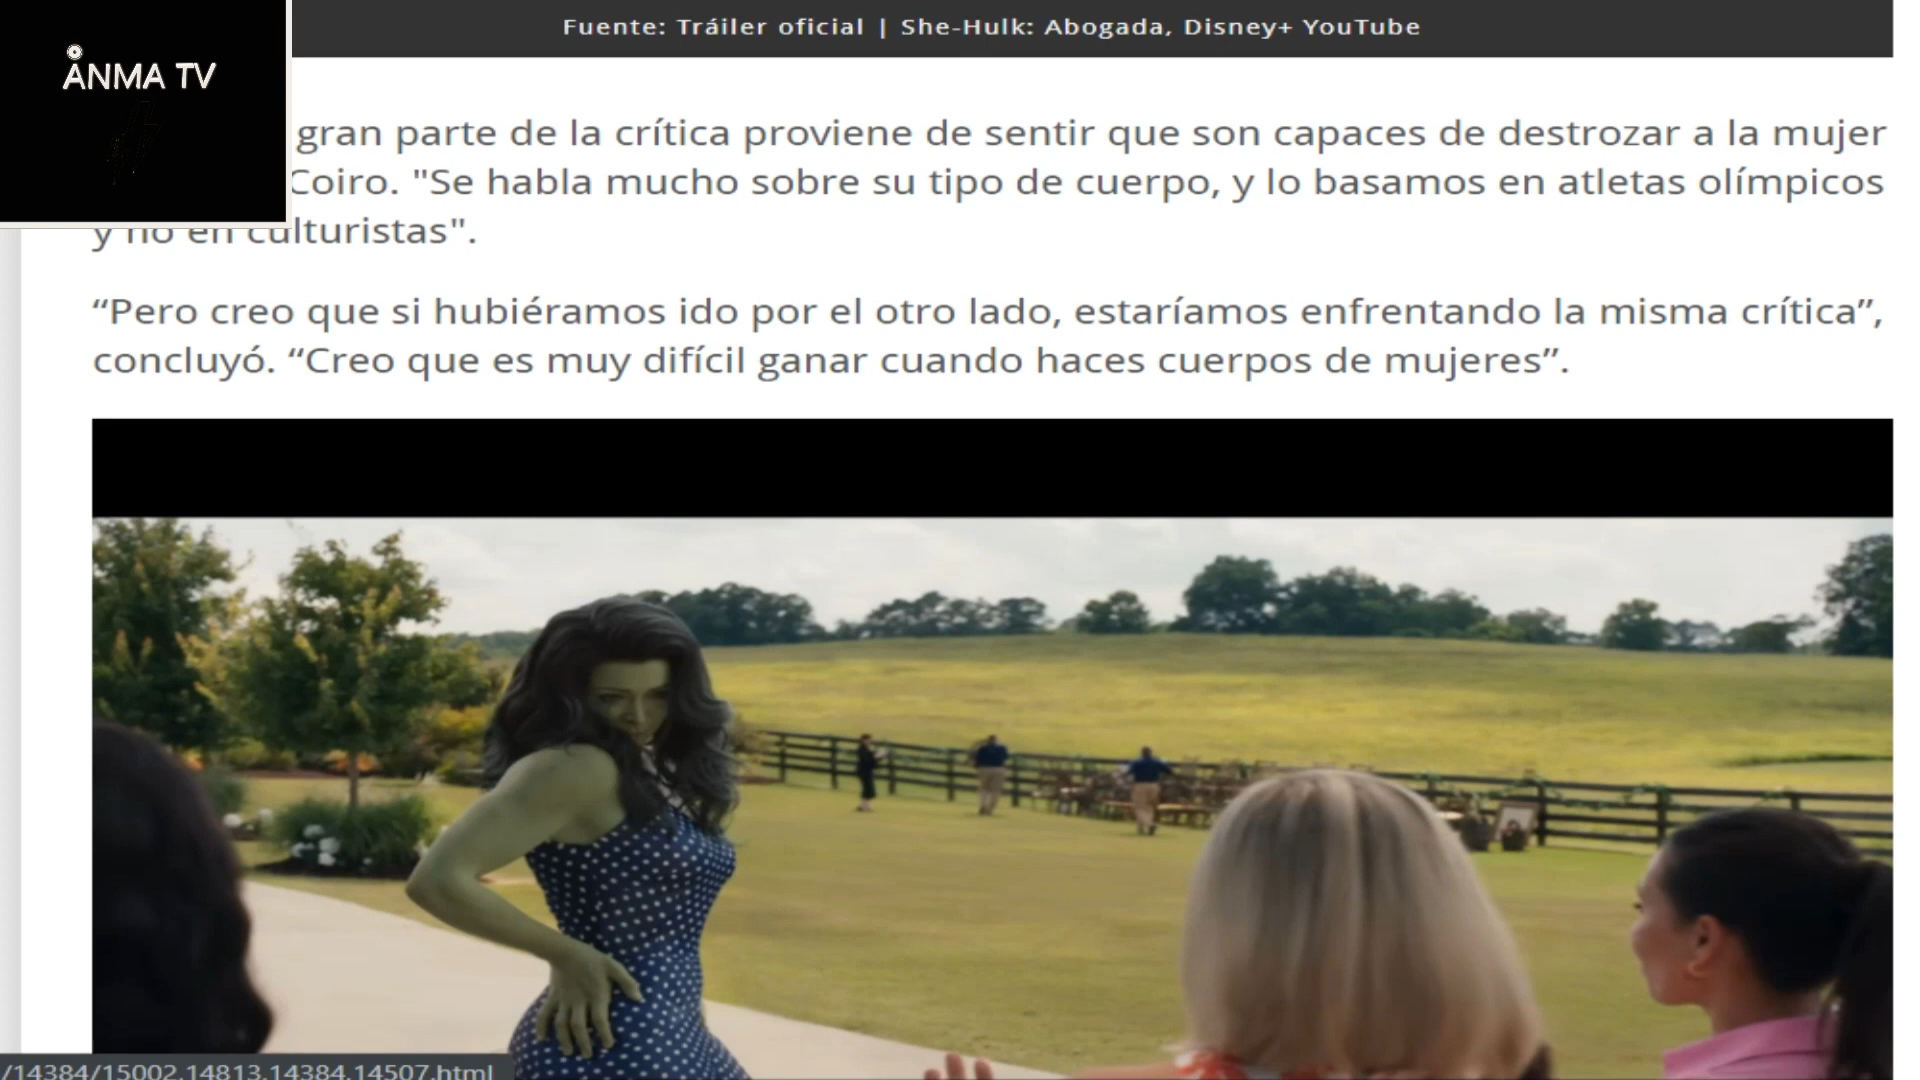 Fuente: Tráiler oficial | She-Hulk: Abogada, Disney+ YouTube
ANMA TV
gran parte de la crítica proviene de sentir que son capaces de destrozar a la mujer
Coiro. "Se habla mucho sobre su tipo de cuerpo, y lo basamos en atletas olímpicos
y no en culturistas".
“Pero creo que si hubiéramos ido por el otro lado, estaríamos enfrentando la misma crítica”,
concluyó. “Creo que es muy difícil ganar cuando haces cuerpos de mujeres”.
/14384/15002.14813.14384.14507.html